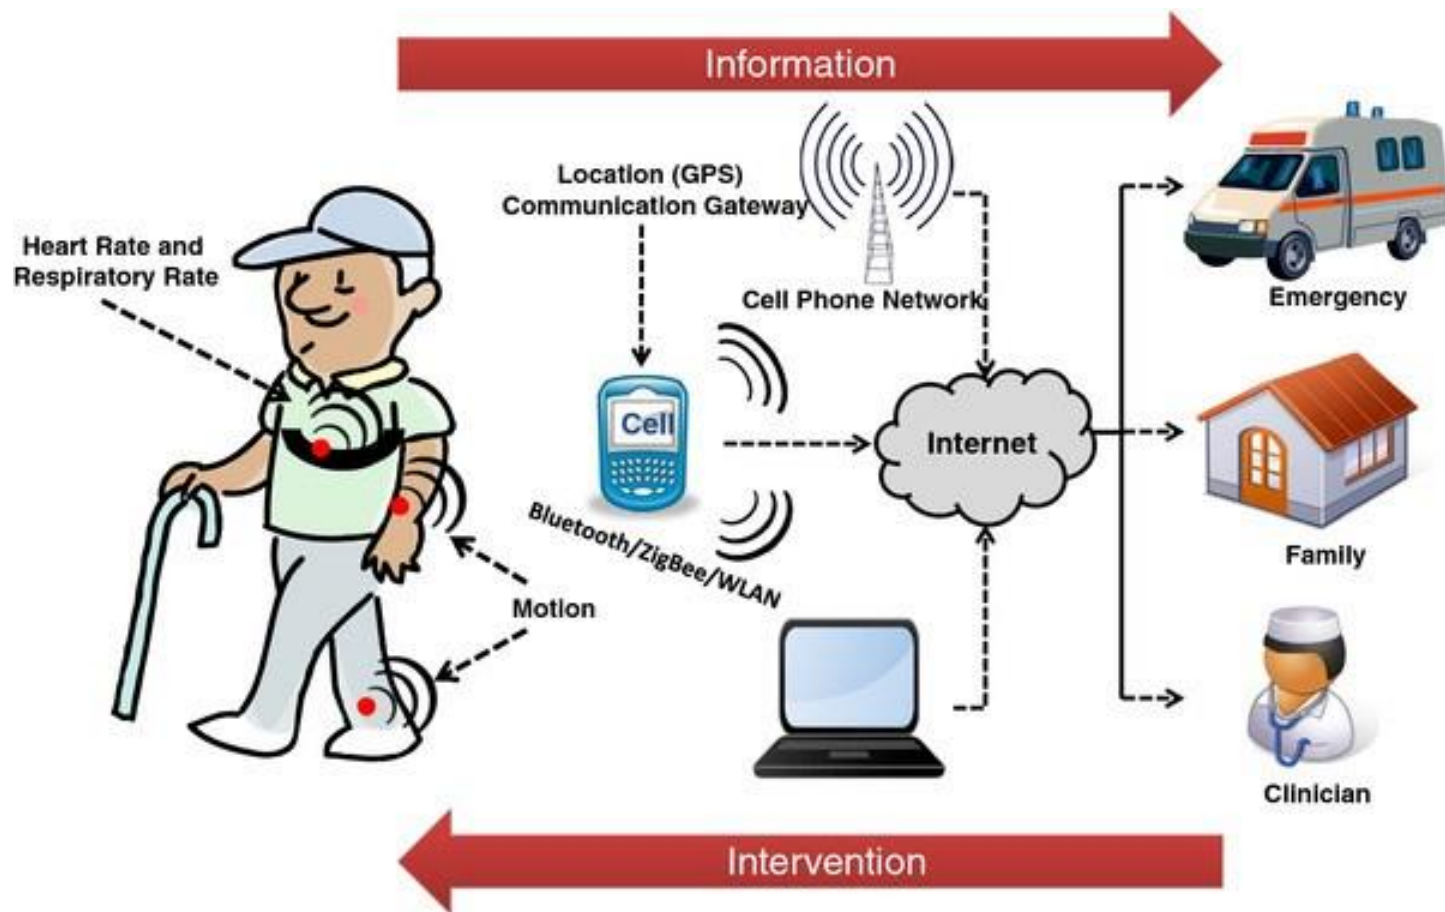 Information
Location (GPS)
Communication Gateway
Heart Rate and
Respiratory Rate
Cell Phone Network
Emergency
Cell
Internet
Bluetooth/ZigBee/WLAN
Family
Motion
Clinician
Intervention